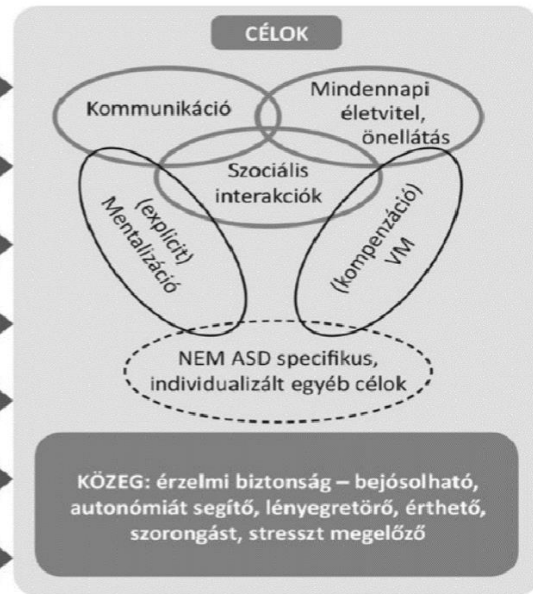 CÉLOK
Kommunikáció
Mindennapi
életvitel,
önellátás
Szociális
interakciók
(explicit)
Mentalizáció
(kompenzáció)
VM
NEM ASD specifikus,
individualizált egyéb célok
KÖZEG: érzelmi biztonság – bejósolható,
autonómiát segítő, lényegretörő, érthető,
szorongást, stresszt megelőző